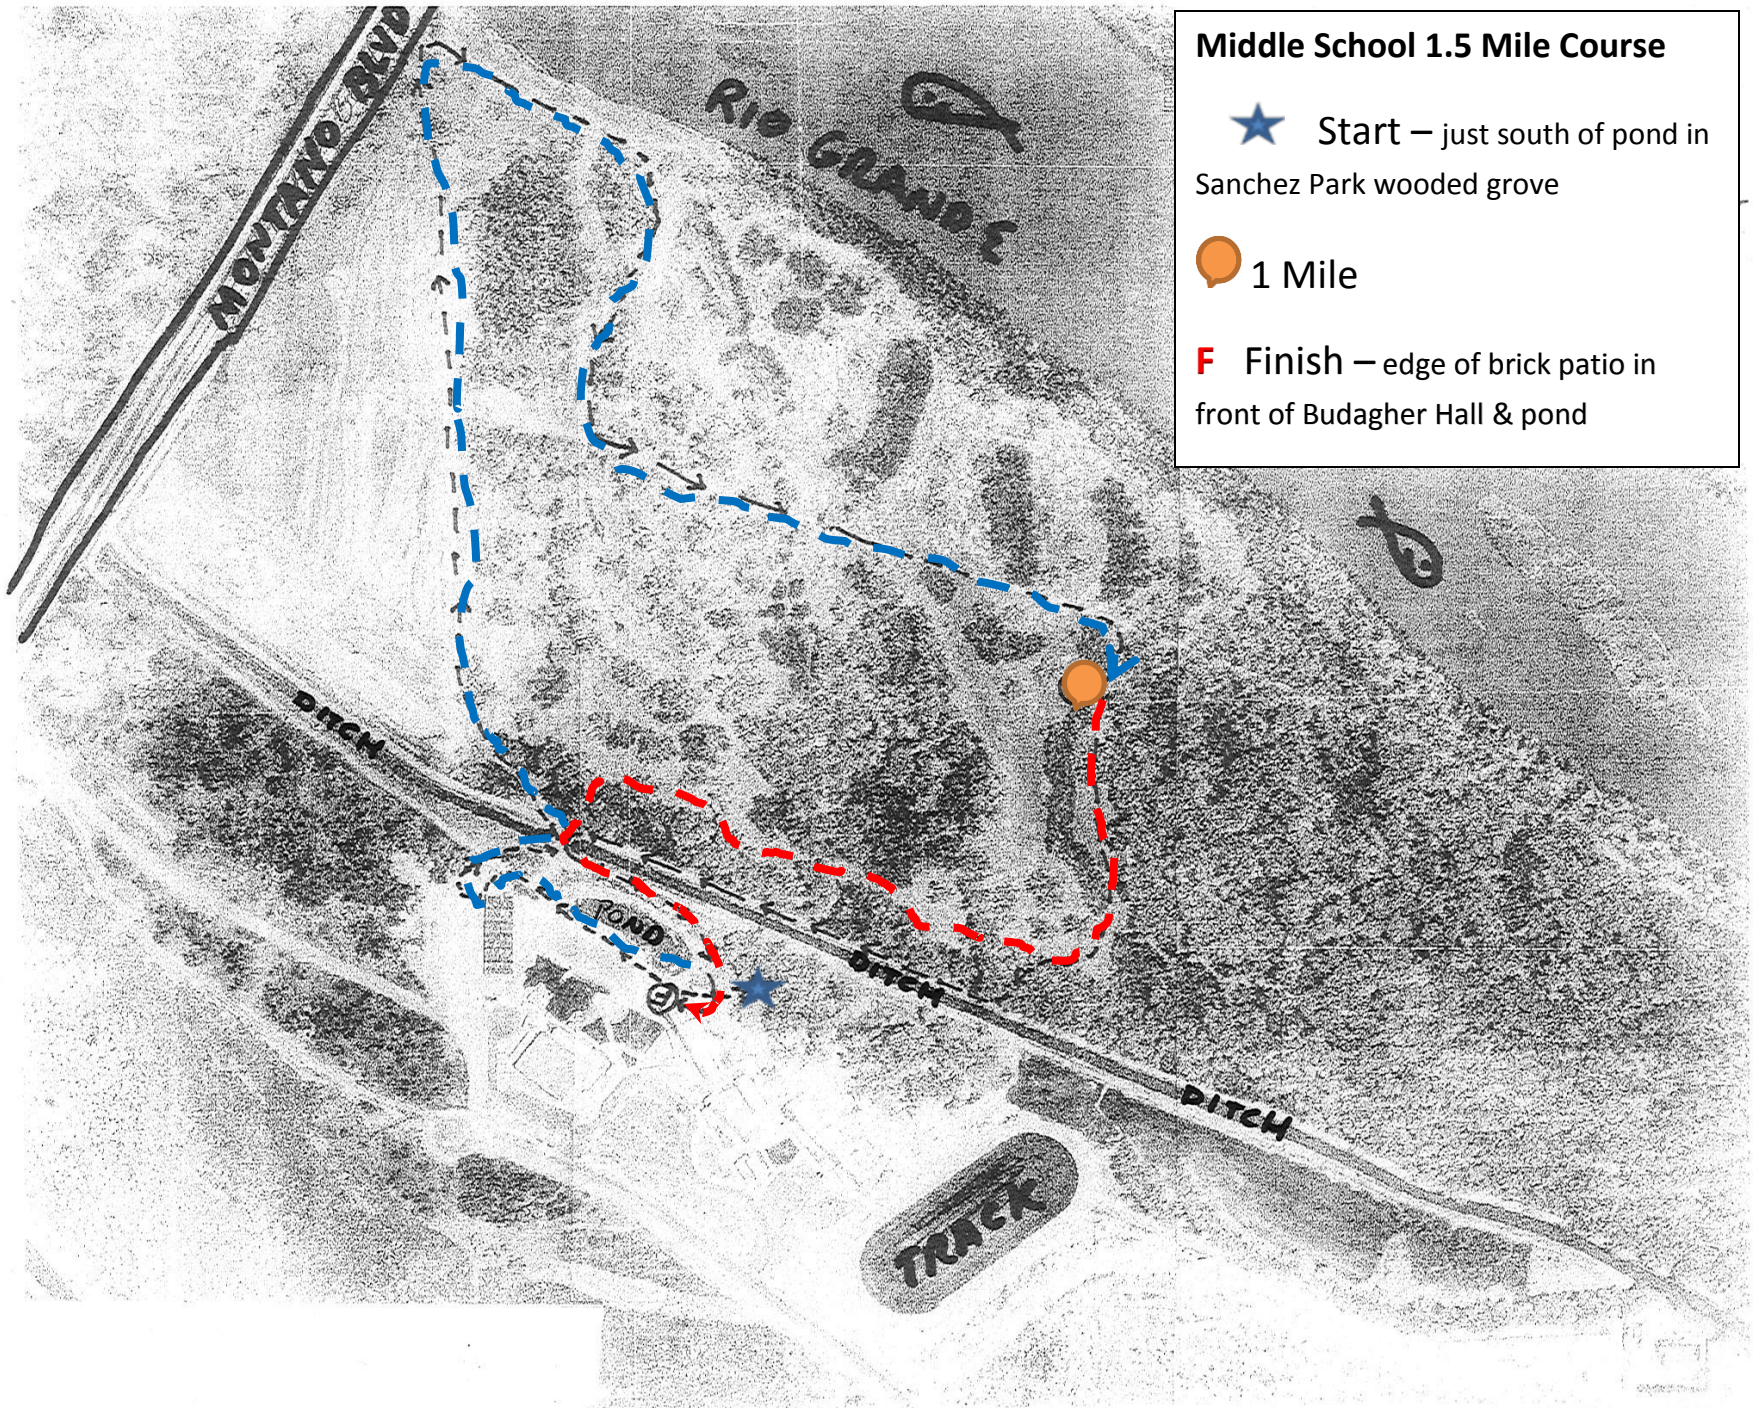 Middle School 1.5 Mile Course
Start – just south of pond in
Sanchez Park wooded grove
1 Mile
F Finish – edge of brick patio in
front of Budagher Hall & pond
MONTANO BLVD
RIO GRANDE
DITCH
POND
F
DITCH
DITCH
TRACK